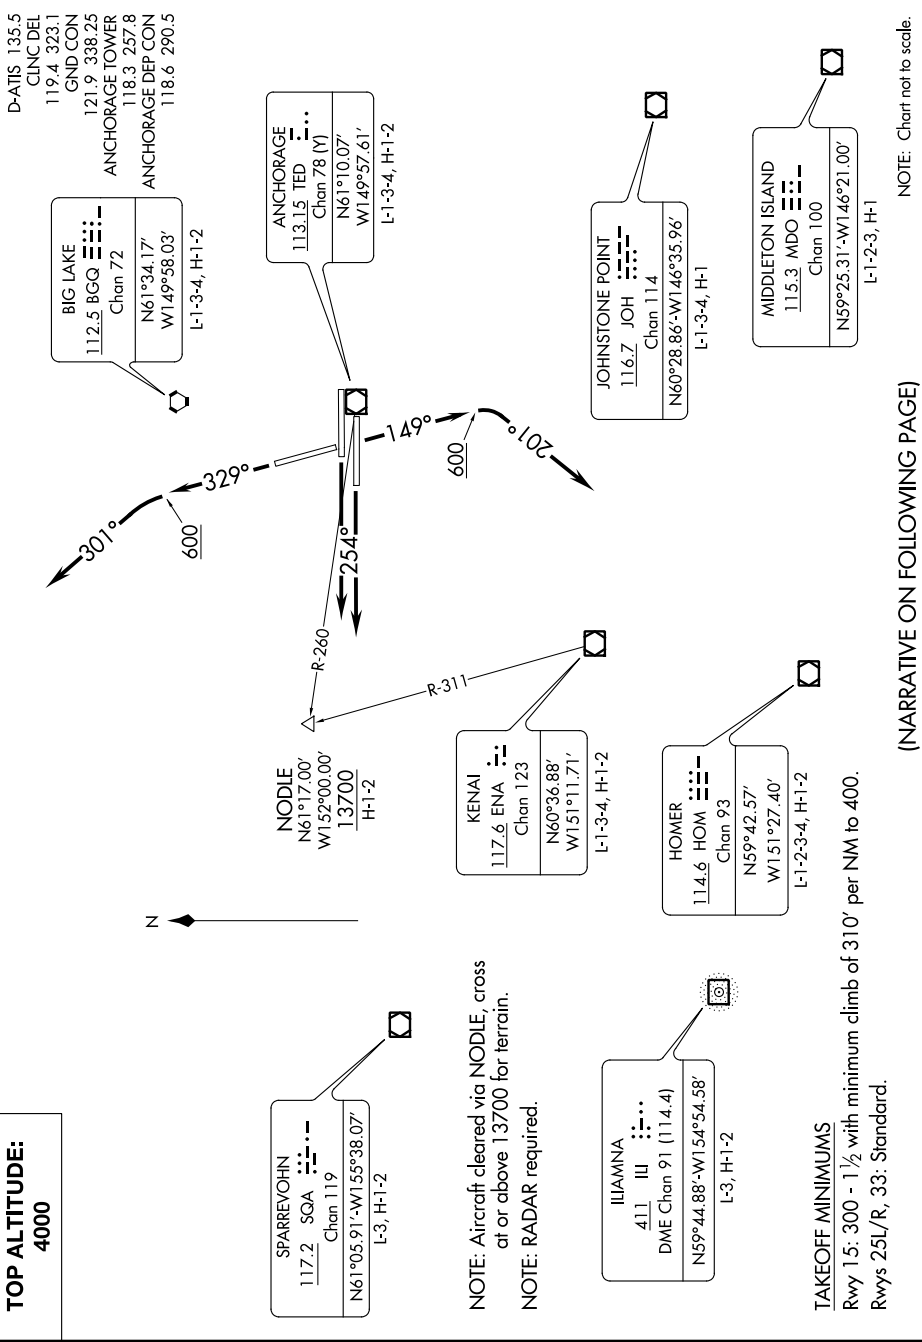 TOP ALTITUDE:
4000
D-ATIS 135.5
CLNC DEL
119.4 323.1
GND CON
121.9 338.25
ANCHORAGE TOWER
118.3 257.8
ANCHORAGE DEP CON
118.6 290.5
BIG LAKE
112.5 BGQ
Chan 72
N61°34.17′
W149°58.03′
L-1-3-4, H-1-2
ANCHORAGE
113.15 TED
Chan 78 (Y)
N61°10.07′
W149°57.61′
L-1-3-4, H-1-2
N
301°
329°
600
254°
149°
600
201°
R-260
R-311
NODLE
N61°17.00′
W152°00.00′
13700
H-1-2
SPARREVOHN
117.2 SQA
Chan 119
N61°05.91′-W155°38.07′
L-3, H-1-2
KENAI
117.6 ENA
Chan 123
N60°36.88′
W151°11.71′
L-1-3-4, H-1-2
JOHNSTONE POINT
116.7 JOH
Chan 114
N60°28.86′-W146°35.96′
L-1-3-4, H-1
NOTE: Aircraft cleared via NODLE, cross
at or above 13700 for terrain.
NOTE: RADAR required.
ILIAMNA
411 ILI
DME Chan 91 (114.4)
N59°44.88′-W154°54.58′
L-3, H-1-2
HOMER
114.6 HOM
Chan 93
N59°42.57′
W151°27.40′
L-1-2-3-4, H-1-2
MIDDLETON ISLAND
115.3 MDO
Chan 100
N59°25.31′-W146°21.00′
L-1-2-3, H-1
TAKEOFF MINIMUMS
Rwy 15: 300 - 1½ with minimum climb of 310′ per NM to 400.
Rwys 25L/R, 33: Standard.
(NARRATIVE ON FOLLOWING PAGE)
NOTE: Chart not to scale.